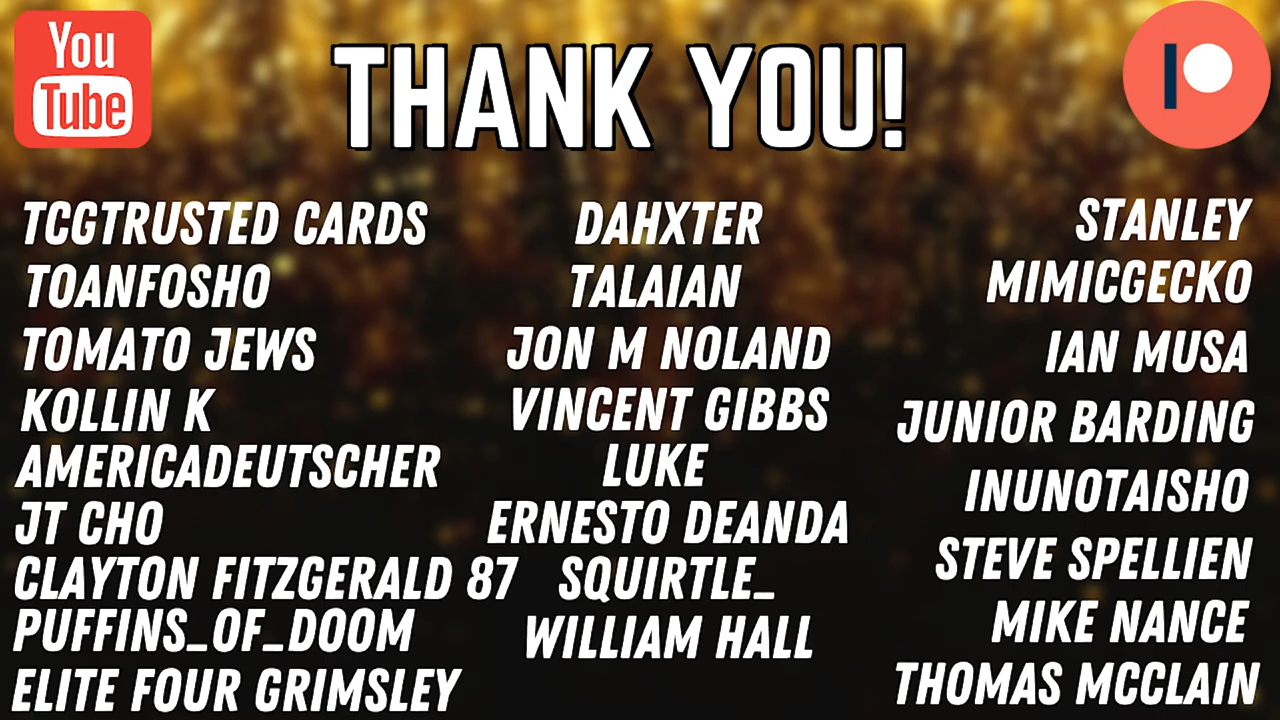 You
Tube
THANK YOU!
TCGTRUSTED CARDS
TOANFOSHO
TOMATO JEWS
KOLLIN K
AMERICADEUTSCHER
JT CHO
CLAYTON FITZGERALD 87
PUFFINS_OF_DOOM
ELITE FOUR GRIMSLEY
DAHXTER
TALAIAN
JON M NOLAND
VINCENT GIBBS
LUKE
ERNESTO DEANDA
SQUIRTLE_
WILLIAM HALL
STANLEY
MIMICGECKO
IAN MUSA
JUNIOR BARDING
INUNOTAISHO
STEVE SPELLIEN
MIKE NANCE
THOMAS MCCLAIN